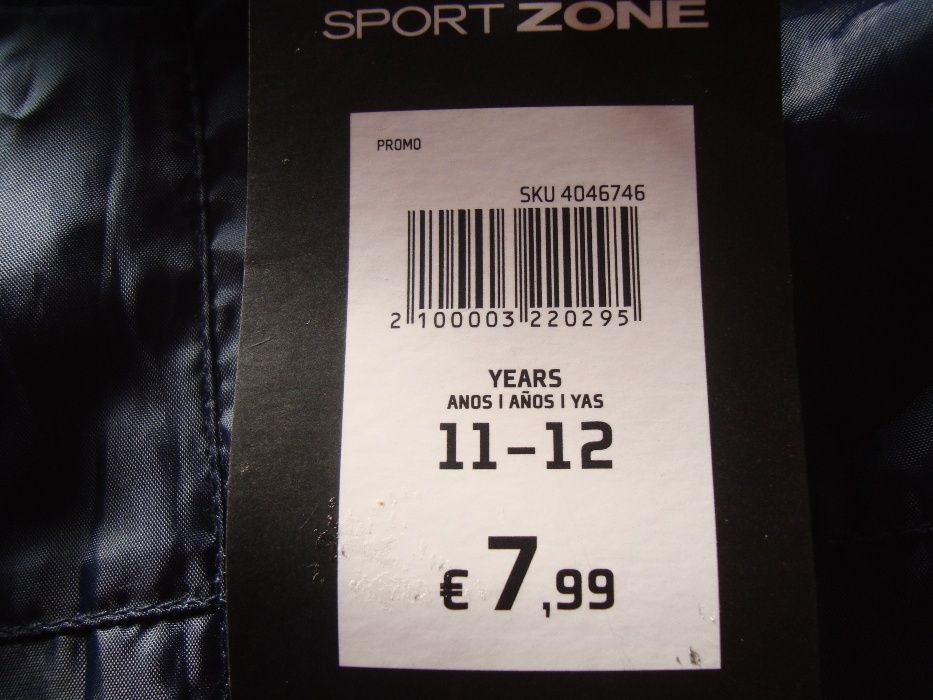 SPORT ZONE
PROMO
SKU 4046746
2 100003 220295
YEARS
ANOS | AÑOS | YAS
11-12
€ 7,99